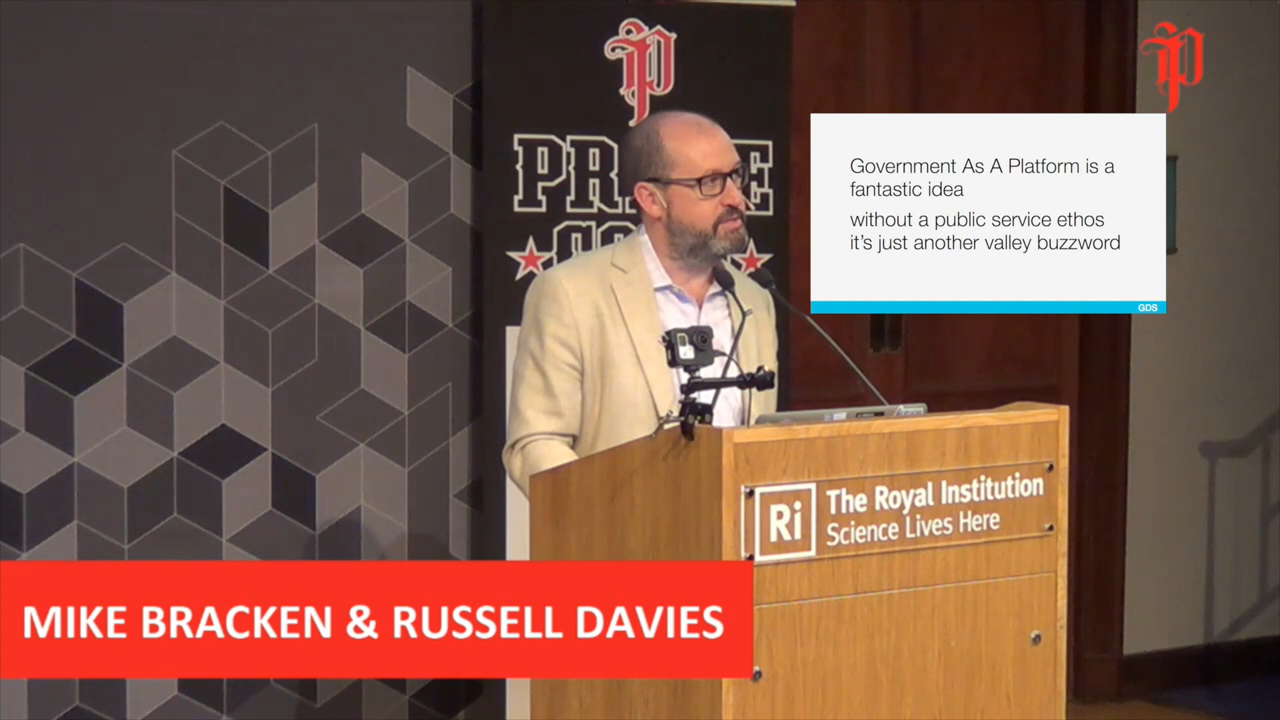 Government As A Platform is a
fantastic idea
without a public service ethos
it's just another valley buzzword
GDS
Ri
The Royal Institution
Science Lives Here
MIKE BRACKEN & RUSSELL DAVIES